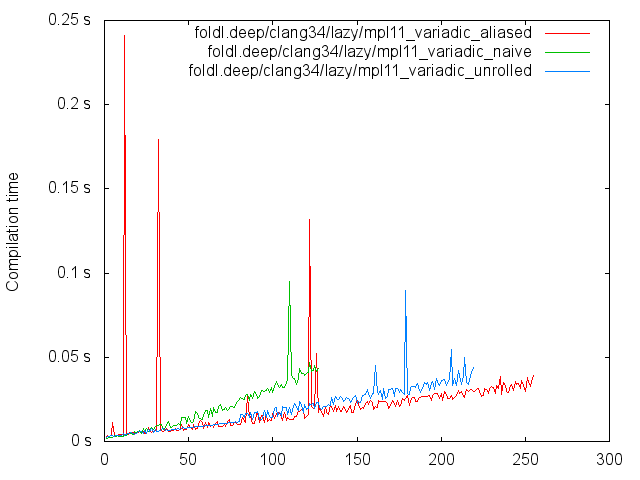 0.25 s
0.2 s
0.15 s
0.1 s
0.05 s
0 s
0 50 100 150 200 250 300
Compilation time
foldl.deep/clang34/lazy/mpl11_variadic_aliased
foldl.deep/clang34/lazy/mpl11_variadic_naive
foldl.deep/clang34/lazy/mpl11_variadic_unrolled